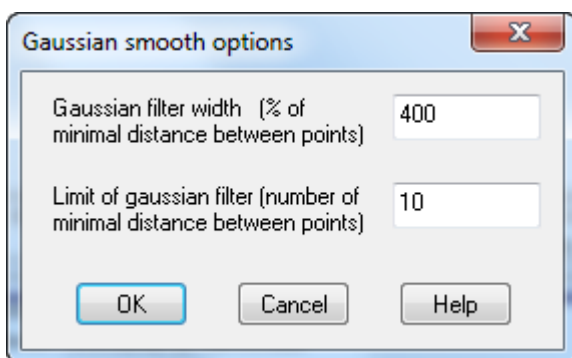 Gaussian smooth options
Gaussian filter width (% of
minimal distance between points)
400
Limit of gaussian filter (number of
minimal distance between points)
10
OK Cancel Help